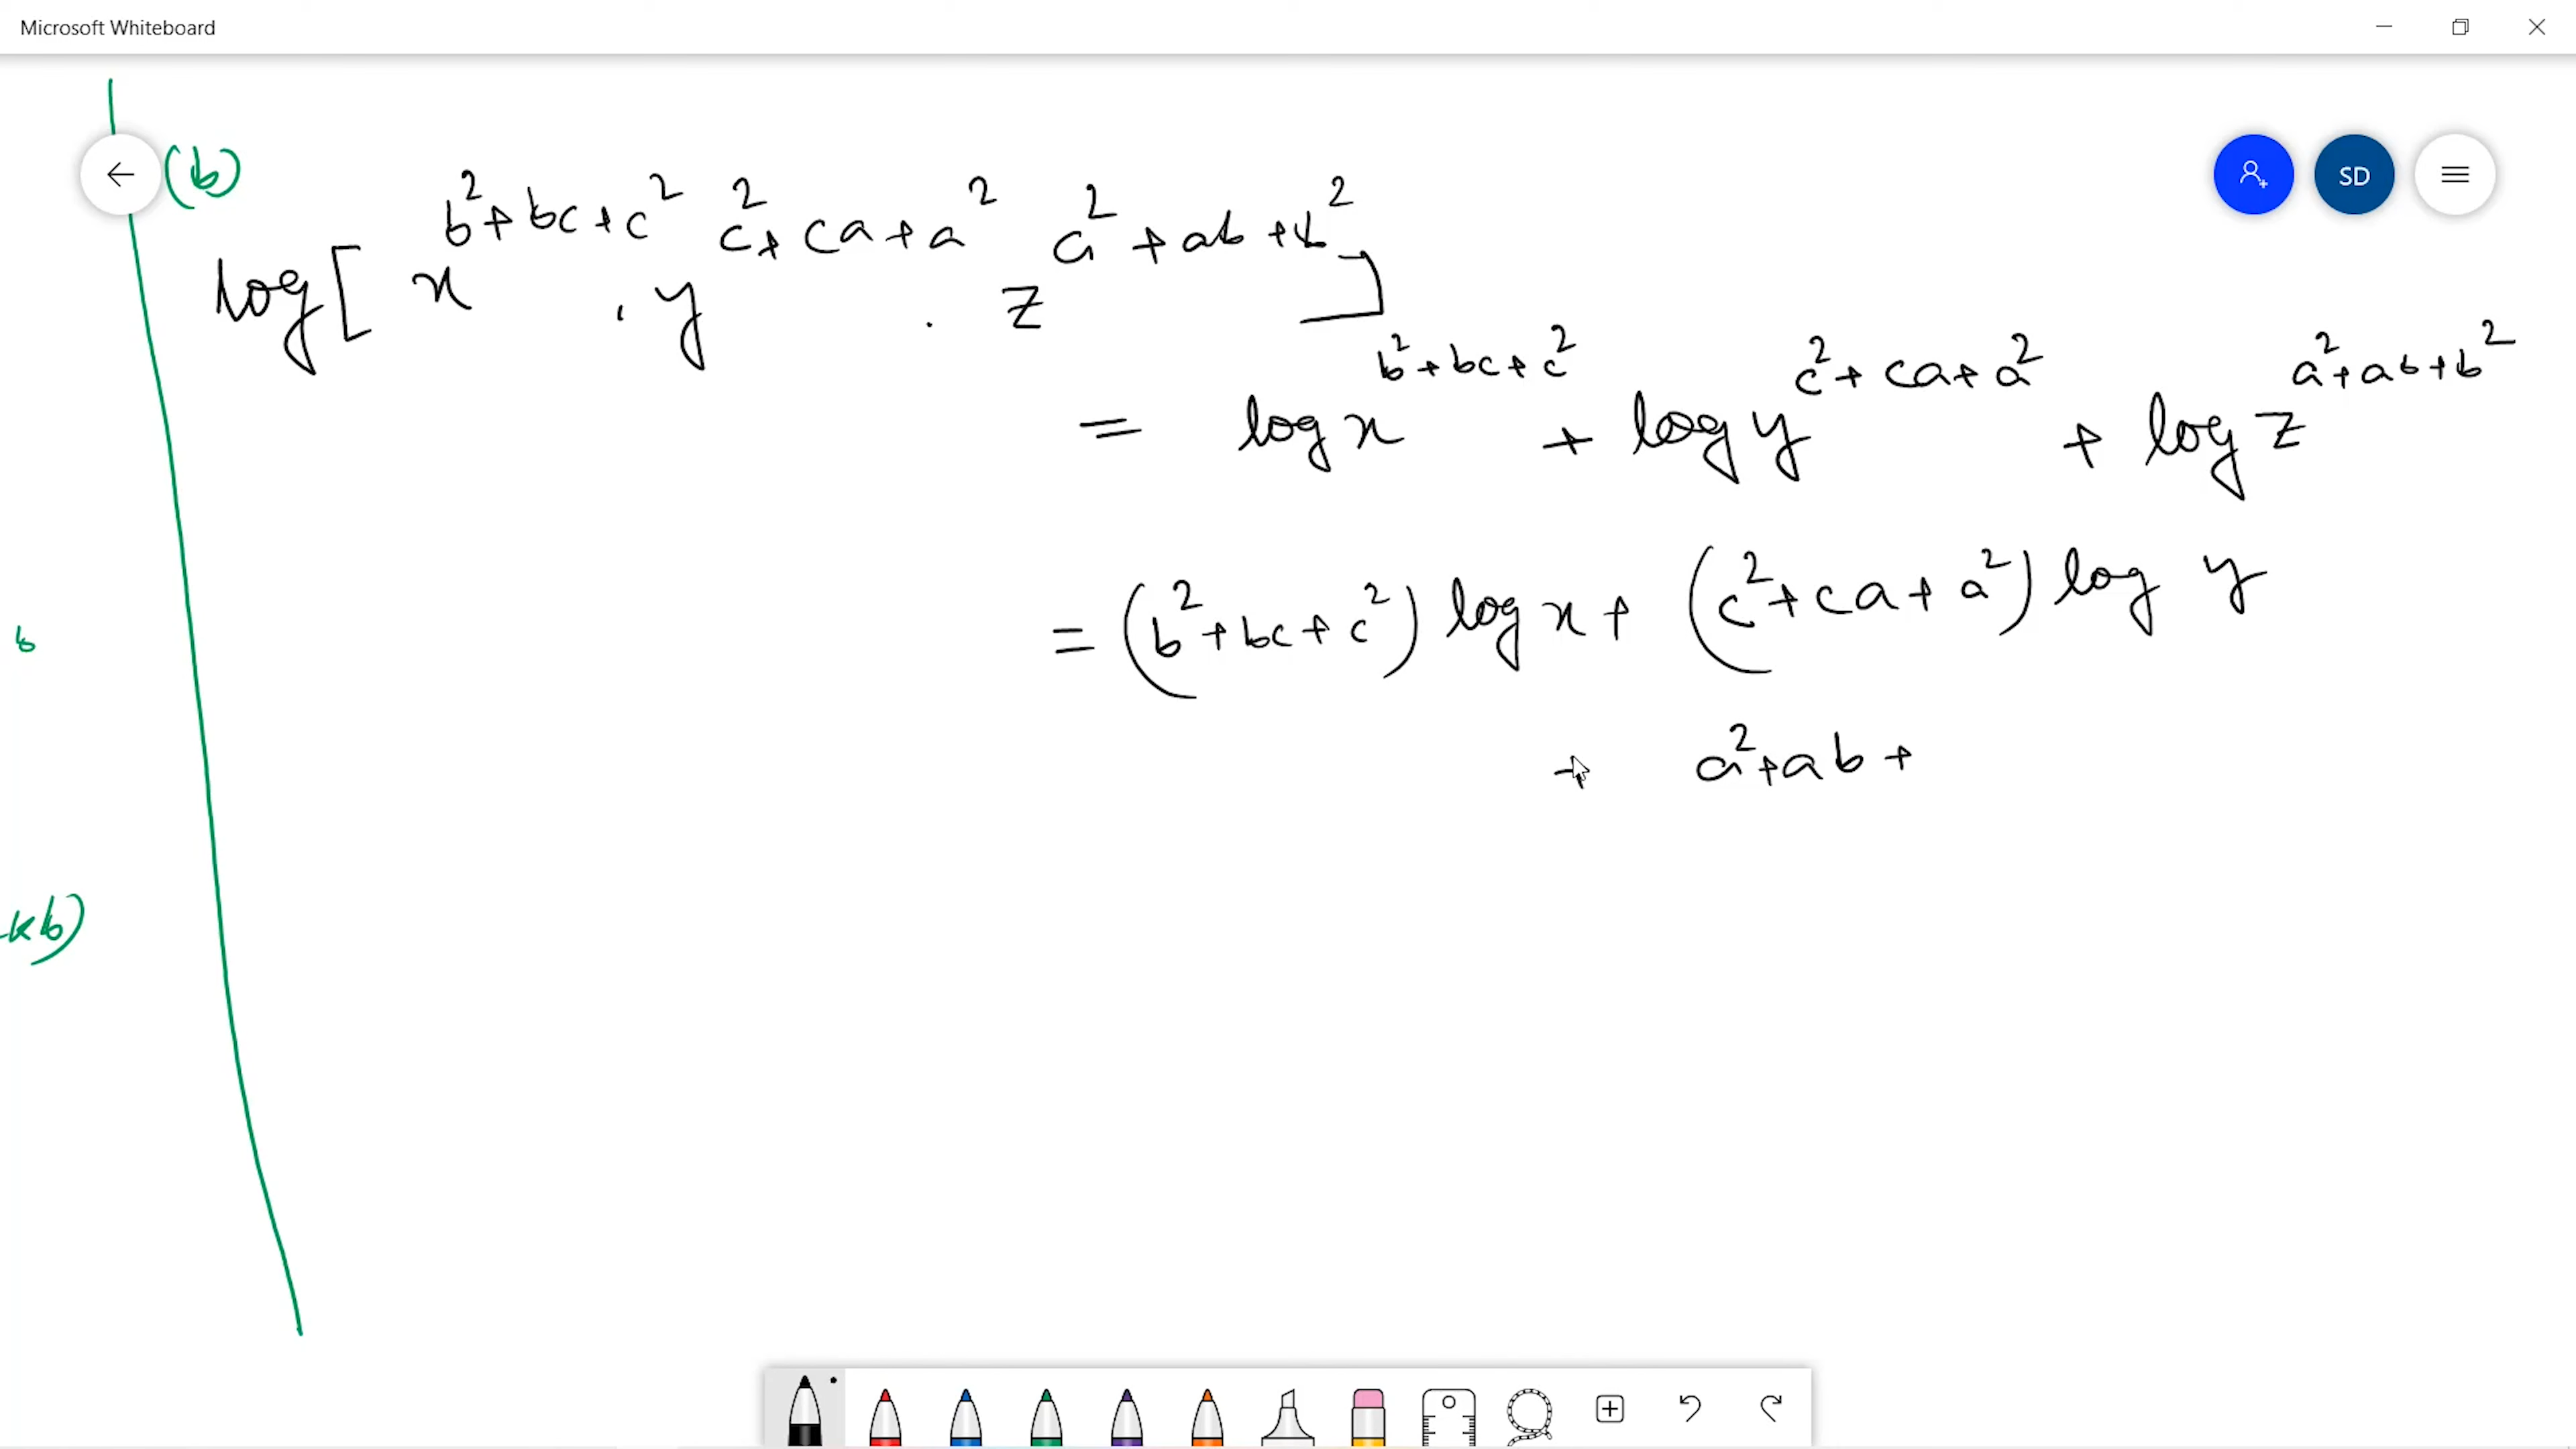 Microsoft Whiteboard
(b)
SD
log[ x^{b²+bc+c²} . y^{c²+ca+a²} . z^{a²+ab+b²} ]
= log x^{b²+bc+c²} + log y^{c²+ca+a²} + log z^{a²+ab+b²}
= (b²+bc+c²) log x + (c²+ca+a²) log y
b
+ a²+ab+
kb)